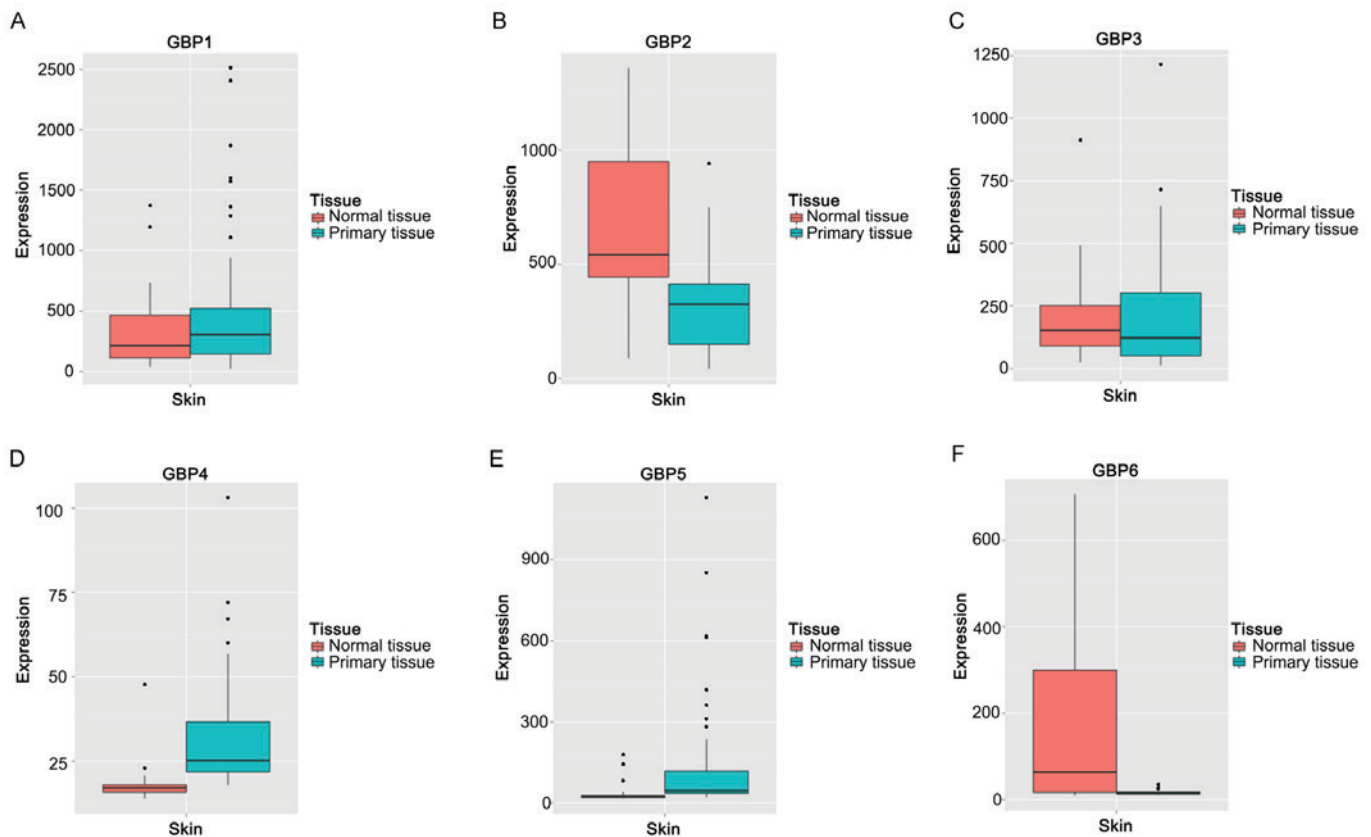 A
GBP1
Expression
2500
2000
1500
1000
500
0
Skin
Tissue
Normal tissue
Primary tissue
B
GBP2
Expression
1000
500
0
Skin
Tissue
Normal tissue
Primary tissue
C
GBP3
Expression
1250
1000
750
500
250
0
Skin
Tissue
Normal tissue
Primary tissue
D
GBP4
Expression
100
75
50
25
Skin
Tissue
Normal tissue
Primary tissue
E
GBP5
Expression
900
600
300
0
Skin
Tissue
Normal tissue
Primary tissue
F
GBP6
Expression
600
400
200
0
Skin
Tissue
Normal tissue
Primary tissue